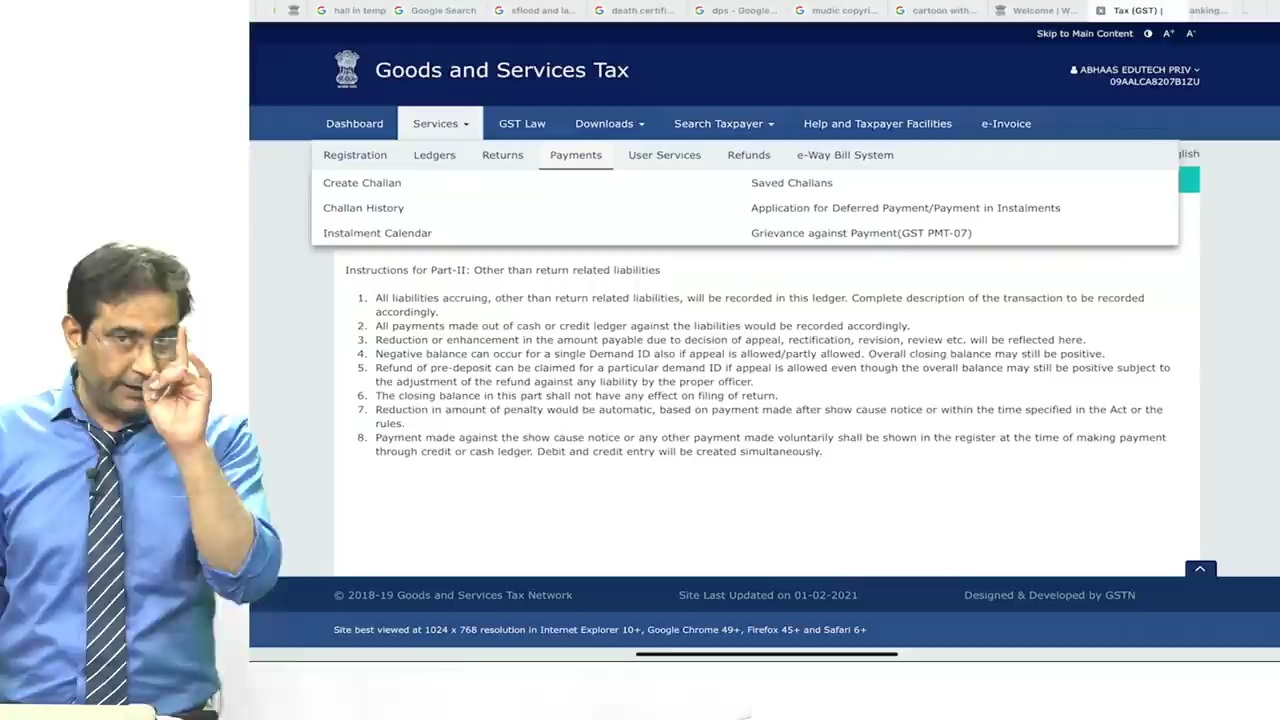 hall in temp
Google Search
sflood and la...
death certifi...
dps - Google...
mudic copyri...
cartoon with...
Welcome | W...
Tax (GST) |
anking...
Skip to Main Content A+ A-
Goods and Services Tax
ABHAAS EDUTECH PRIV
09AALCA8207B1ZU
Dashboard Services GST Law Downloads Search Taxpayer Help and Taxpayer Facilities e-Invoice
Registration Ledgers Returns Payments User Services Refunds e-Way Bill System
glish
Create Challan Saved Challans
Challan History Application for Deferred Payment/Payment in Instalments
Instalment Calendar Grievance against Payment(GST PMT-07)
Instructions for Part-II: Other than return related liabilities
1. All liabilities accruing, other than return related liabilities, will be recorded in this ledger. Complete description of the transaction to be recorded
accordingly.
2. All payments made out of cash or credit ledger against the liabilities would be recorded accordingly.
3. Reduction or enhancement in the amount payable due to decision of appeal, rectification, revision, review etc. will be reflected here.
4. Negative balance can occur for a single Demand ID also if appeal is allowed/partly allowed. Overall closing balance may still be positive.
5. Refund of pre-deposit can be claimed for a particular demand ID if appeal is allowed even though the overall balance may still be positive subject to
the adjustment of the refund against any liability by the proper officer.
6. The closing balance in this part shall not have any effect on filing of return.
7. Reduction in amount of penalty would be automatic, based on payment made after show cause notice or within the time specified in the Act or the
rules.
8. Payment made against the show cause notice or any other payment made voluntarily shall be shown in the register at the time of making payment
through credit or cash ledger. Debit and credit entry will be created simultaneously.
© 2018-19 Goods and Services Tax Network Site Last Updated on 01-02-2021 Designed & Developed by GSTN
Site best viewed at 1024 x 768 resolution in Internet Explorer 10+, Google Chrome 49+, Firefox 45+ and Safari 6+